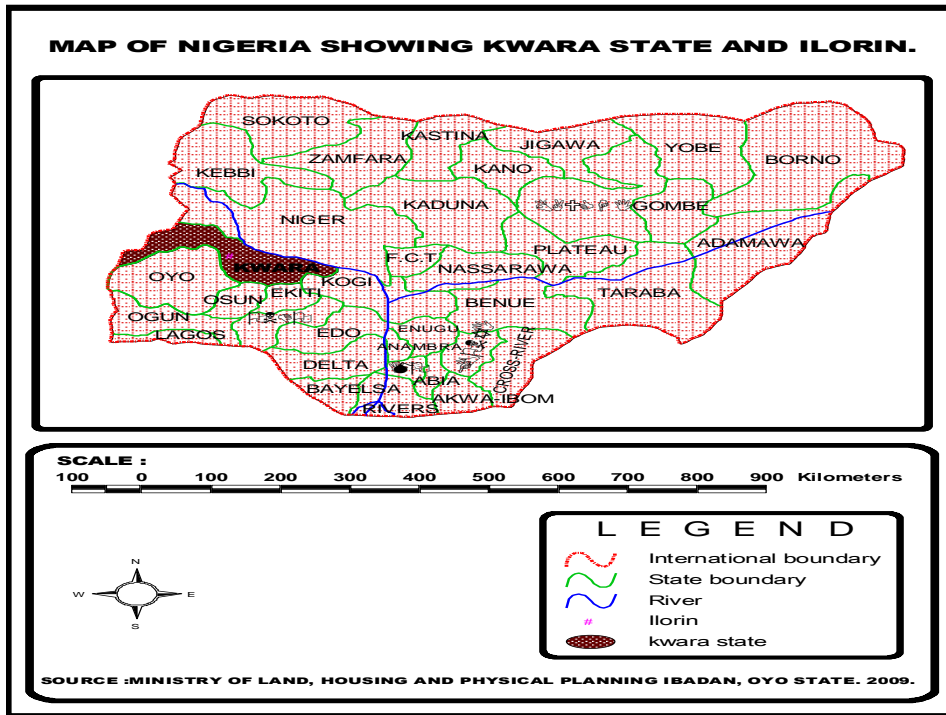 MAP OF NIGERIA SHOWING KWARA STATE AND ILORIN.
SOKOTO
KASTINA
JIGAWA
YOBE
ZAMFARA
KANO
BORNO
KEBBI
KADUNA
GOMBE
NIGER
PLATEAU
ADAMAWA
F.C.T
NASSARAWA
KWARA
OYO
KOGI
EKITI
TARABA
OSUN
BENUE
OGUN
LAGOS
EDO
ENUGU
ANAMBRA
CROSS-RIVER
DELTA
ABIA
BAYELSA
AKWA-IBOM
RIVERS
SCALE :
100 0 100 200 300 400 500 600 700 800 900 Kilometers
LEGEND
International boundary
State boundary
River
# Ilorin
kwara state
N
W E
S
SOURCE :MINISTRY OF LAND, HOUSING AND PHYSICAL PLANNING IBADAN, OYO STATE. 2009.